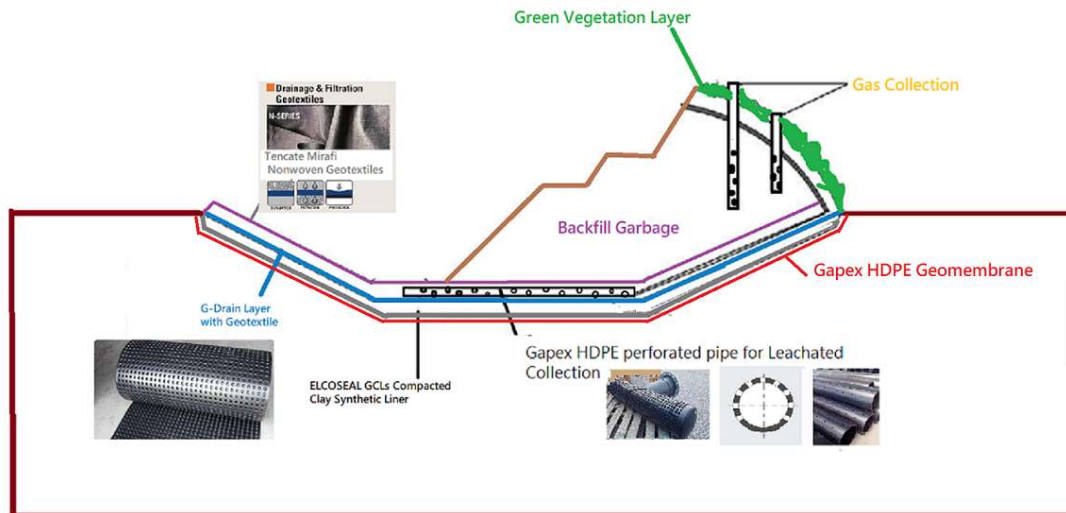 Green Vegetation Layer
Gas Collection
Drainage & Filtration
Geotextiles
N-SERIES
Tencate Mirafi
Nonwoven Geotextiles
Backfill Garbage
Gapex HDPE Geomembrane
G-Drain Layer
with Geotextile
Gapex HDPE perforated pipe for Leachated
Collection
ELCOSEAL GCLs Compacted
Clay Synthetic Liner